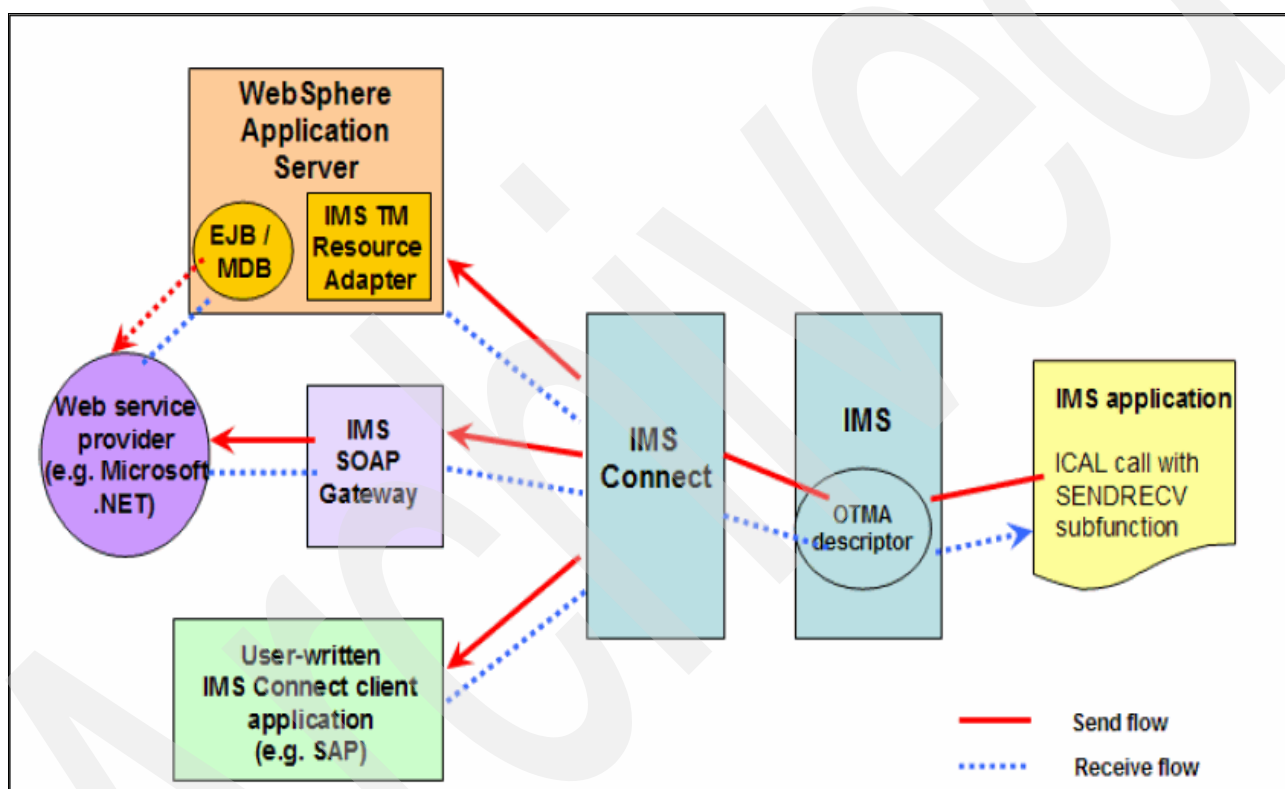 WebSphere
Application
Server
EJB /
MDB
IMS TM
Resource
Adapter
Web service
provider
(e.g. Microsoft
.NET)
IMS
SOAP
Gateway
User-written
IMS Connect client
application
(e.g. SAP)
IMS
Connect
IMS
OTMA
descriptor
IMS application
ICAL call with
SENDRECV
subfunction
Send flow
Receive flow
Archived